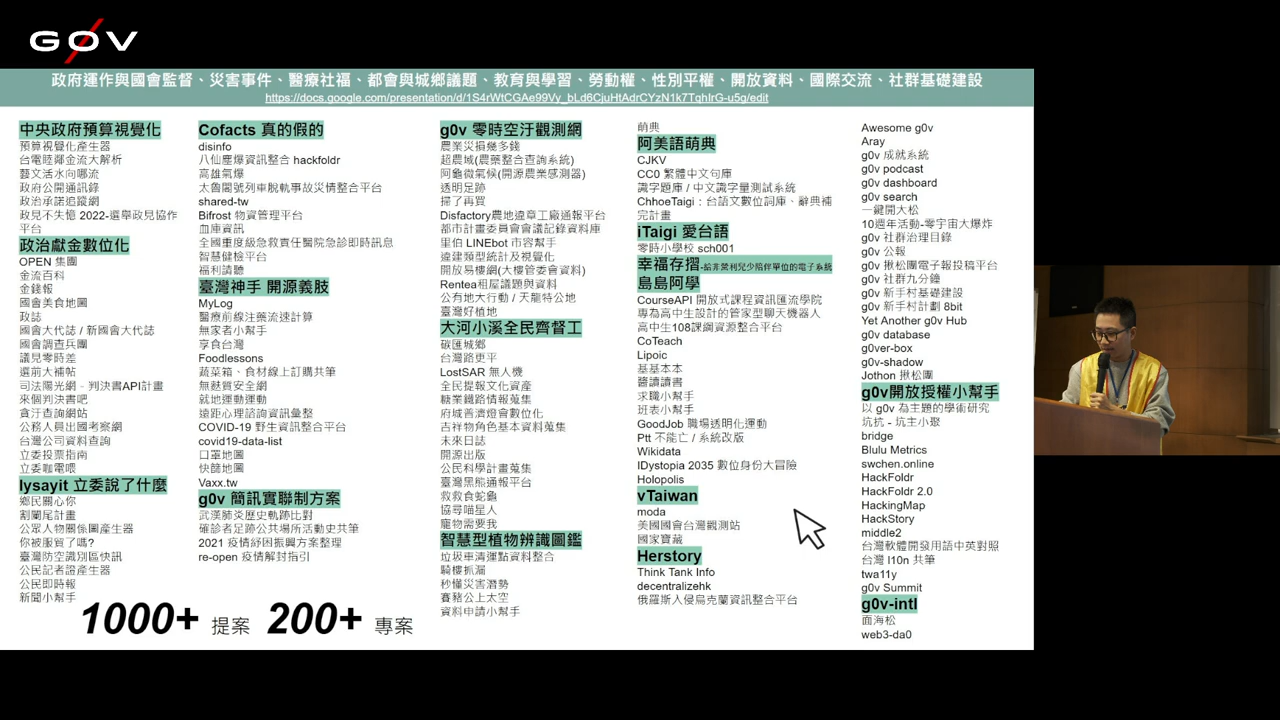 G0V
政府運作與國會監督、災害事件、醫療社福、都會與城鄉議題、教育與學習、勞動權、性別平權、開放資料、國際交流、社群基礎建設
https://docs.google.com/presentation/d/1S4rWtCGAe99Vy_bLd6CjuHtAdrCYzN1k7TqhIrG-u5g/edit
中央政府預算視覺化
預算視覺化產生器
台電睦鄰金流大解析
藝文活水向哪流
政府公開通訊錄
政治承諾追蹤網
政見不失憶 2022-選舉政見協作
平台
政治獻金數位化
OPEN 集團
金流百科
金錢報
國會美食地圖
政誌
國會大代誌 / 新國會大代誌
國會調查兵團
議見零時差
選前大補帖
司法陽光網﹣判決書API計畫
來個判決書吧
貪汙查詢網站
公務人員出國考察網
台灣公司資料查詢
立委投票指南
立委咖電喂
lysayit 立委說了什麼
鄉民關心你
割闌尾計畫
公眾人物關係圖產生器
你被服貿了嗎?
臺灣防空識別區快訊
公民記者證產生器
公民即時報
新聞小幫手
Cofacts 真的假的
disinfo
八仙塵爆資訊整合 hackfoldr
高雄氣爆
太魯閣號列車脫軌事故災情整合平台
shared-tw
Bifrost 物資管理平台
血庫資訊
全國重度級急救責任醫院急診即時訊息
智慧健檢平台
福利請聽
臺灣神手 開源義肢
MyLog
醫療前線注藥流速計算
無家者小幫手
享食台灣
Foodlessons
蔬菜箱、食材線上訂購共筆
無麩質安全網
就地運動運動
遠距心理諮詢資訊彙整
COVID-19 野生資訊整合平台
covid19-data-list
口罩地圖
快篩地圖
Vaxx.tw
g0v 簡訊實聯制方案
武漢肺炎歷史軌跡比對
確診者足跡公共場所活動史共筆
2021 疫情紓困振興方案整理
re-open 疫情解封指引
g0v 零時空汙觀測網
農業災損幾多錢
超農域(農藥整合查詢系統)
阿龜微氣候(開源農業感測器)
透明足跡
掃了再買
Disfactory農地違章工廠通報平台
都市計畫委員會會議記錄資料庫
里伯 LINEbot 市容幫手
違建類型統計及視覺化
開放易樓網(大樓管委會資料)
Rentea租屋議題與資料
公有地大行動 / 天龍特公地
臺灣好植地
大河小溪全民齊督工
碳匯城鄉
台灣路更平
LostSAR 無人機
全民提報文化資產
糖業鐵路情報蒐集
府城普濟燈會數位化
吉祥物角色基本資料蒐集
未來日誌
開源出版
公民科學計畫蒐集
臺灣黑熊通報平台
救救食蛇龜
協尋喵星人
寵物需要我
智慧型植物辨識圖鑑
垃圾車清運點資料整合
騎樓抓漏
秒懂災害潛勢
賽豬公上太空
資料申請小幫手
萌典
阿美語萌典
CJKV
CC0 繁體中文句庫
識字題庫 / 中文識字量測試系統
ChhoeTaigi：台語文數位詞庫、辭典補
完計畫
iTaigi 愛台語
零時小學校 sch001
幸福存摺-給非營利兒少陪伴單位的電子系統
島島阿學
CourseAPI 開放式課程資訊匯流學院
專為高中生設計的管家型聊天機器人
高中生108課綱資源整合平台
CoTeach
Lipoic
基基本本
醬讀讀書
求職小幫手
班表小幫手
GoodJob 職場透明化運動
Ptt 不能亡 / 系統改版
Wikidata
IDystopia 2035 數位身份大冒險
Holopolis
vTaiwan
moda
美國國會台灣觀測站
國家寶藏
Herstory
Think Tank Info
decentralizehk
俄羅斯入侵烏克蘭資訊整合平台
Awesome g0v
Aray
g0v 成就系統
g0v podcast
g0v dashboard
g0v search
一鍵開大松
10週年活動-零宇宙大爆炸
g0v 社群治理目錄
g0v 公報
g0v 揪松團電子報投稿平台
g0v 社群九分鐘
g0v 新手村基礎建設
g0v 新手村計劃 8bit
Yet Another g0v Hub
g0v database
g0ver-box
g0v-shadow
Jothon 揪松團
g0v開放授權小幫手
以 g0v 為主題的學術研究
坑抗 - 坑主小聚
bridge
Blulu Metrics
swchen.online
HackFoldr
HackFoldr 2.0
HackingMap
HackStory
middle2
台灣軟體開發用語中英對照
台灣 l10n 共筆
twa11y
g0v Summit
g0v-intl
面海松
web3-da0
1000+ 提案 200+ 專案